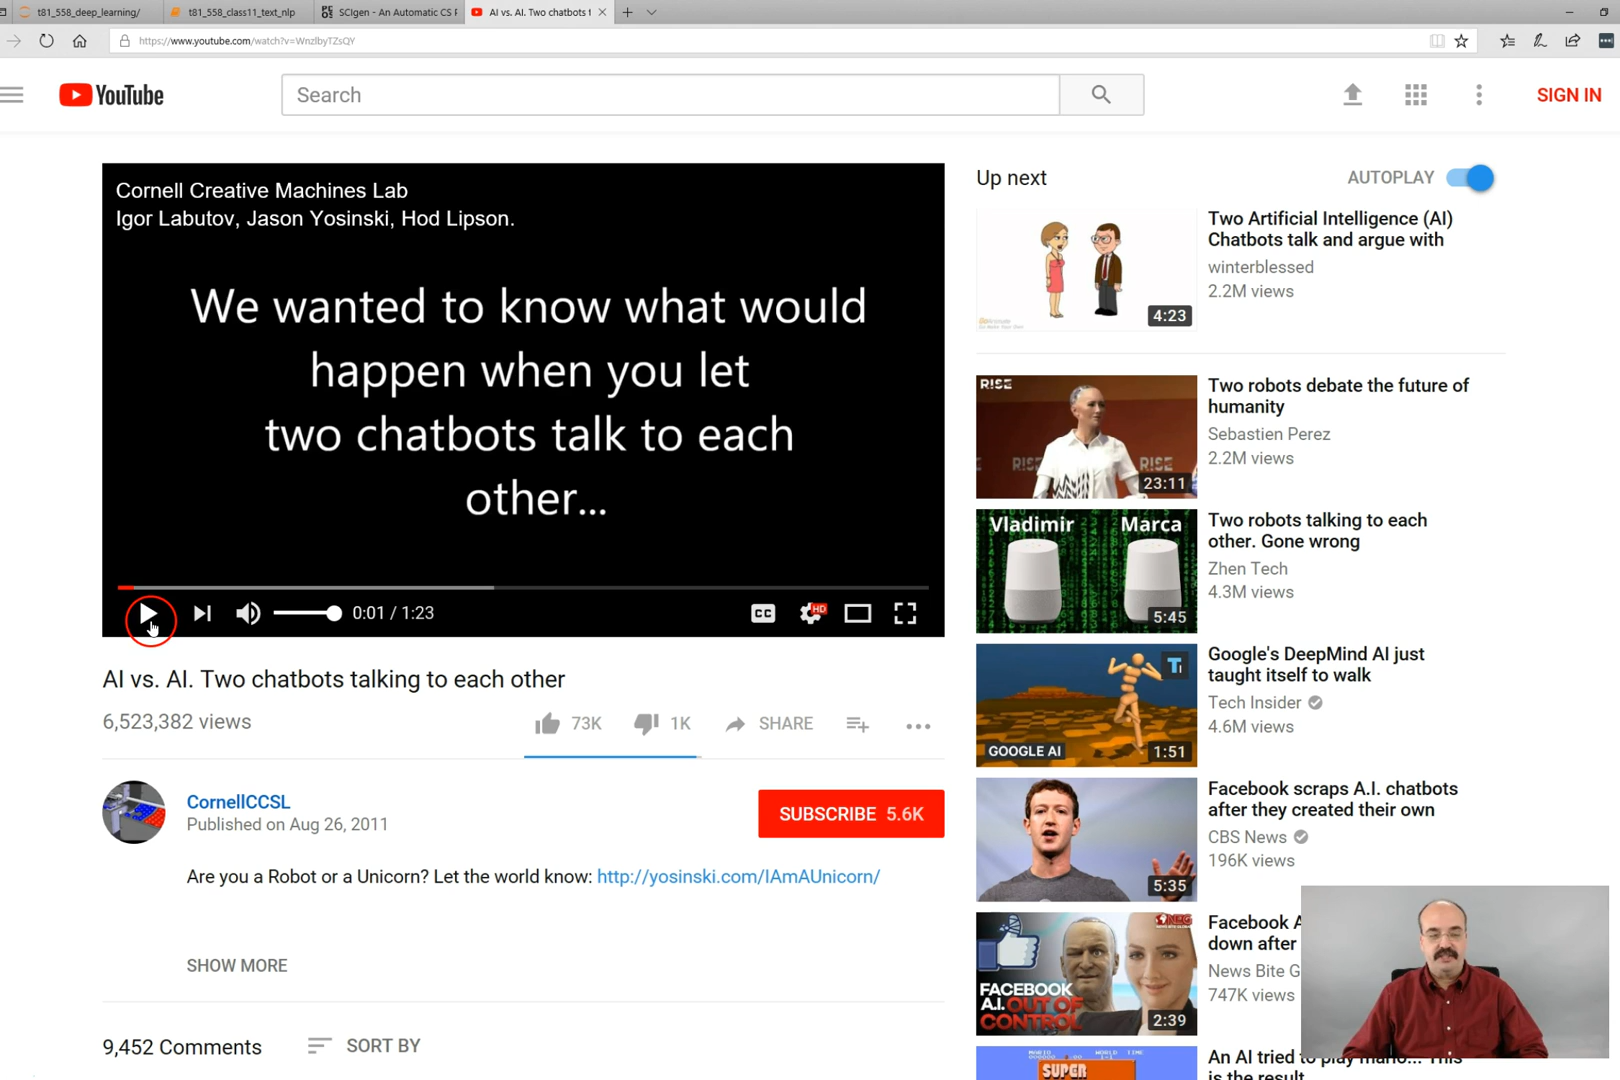 t81_558_deep_learning/
t81_558_class11_text_nlp
SCIgen - An Automatic CS P
AI vs. AI. Two chatbots t
https://www.youtube.com/watch?v=WnzlbyTZsQY
YouTube
Search
SIGN IN
Cornell Creative Machines Lab
Igor Labutov, Jason Yosinski, Hod Lipson.
We wanted to know what would
happen when you let
two chatbots talk to each
other...
0:01 / 1:23
CC
HD
AI vs. AI. Two chatbots talking to each other
6,523,382 views
73K
1K
SHARE
CornellCCSL
Published on Aug 26, 2011
SUBSCRIBE 5.6K
Are you a Robot or a Unicorn? Let the world know: http://yosinski.com/IAmAUnicorn/
SHOW MORE
9,452 Comments
SORT BY
Up next
AUTOPLAY
4:23
Two Artificial Intelligence (AI)
Chatbots talk and argue with
winterblessed
2.2M views
RISE
RISE
23:11
Two robots debate the future of
humanity
Sebastien Perez
2.2M views
Vladimir Marca
5:45
Two robots talking to each
other. Gone wrong
Zhen Tech
4.3M views
GOOGLE AI
1:51
Google's DeepMind AI just
taught itself to walk
Tech Insider
4.6M views
5:35
Facebook scraps A.I. chatbots
after they created their own
CBS News
196K views
FACEBOOK
A.I. OUT OF
CONTROL
2:39
Facebook A
down after
News Bite G
747K views
MARIO WORLD TIME
SUPER
An AI tried to play mario... This
is the result